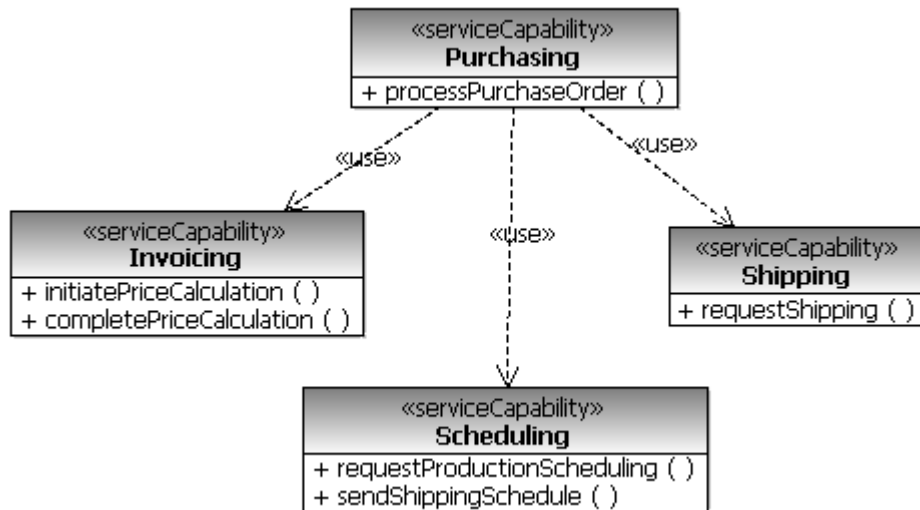 «serviceCapability»
Purchasing
+ processPurchaseOrder ( )
«use»
«use»
«use»
«serviceCapability»
Invoicing
+ initiatePriceCalculation ( )
+ completePriceCalculation ( )
«serviceCapability»
Shipping
+ requestShipping ( )
«serviceCapability»
Scheduling
+ requestProductionScheduling ( )
+ sendShippingSchedule ( )